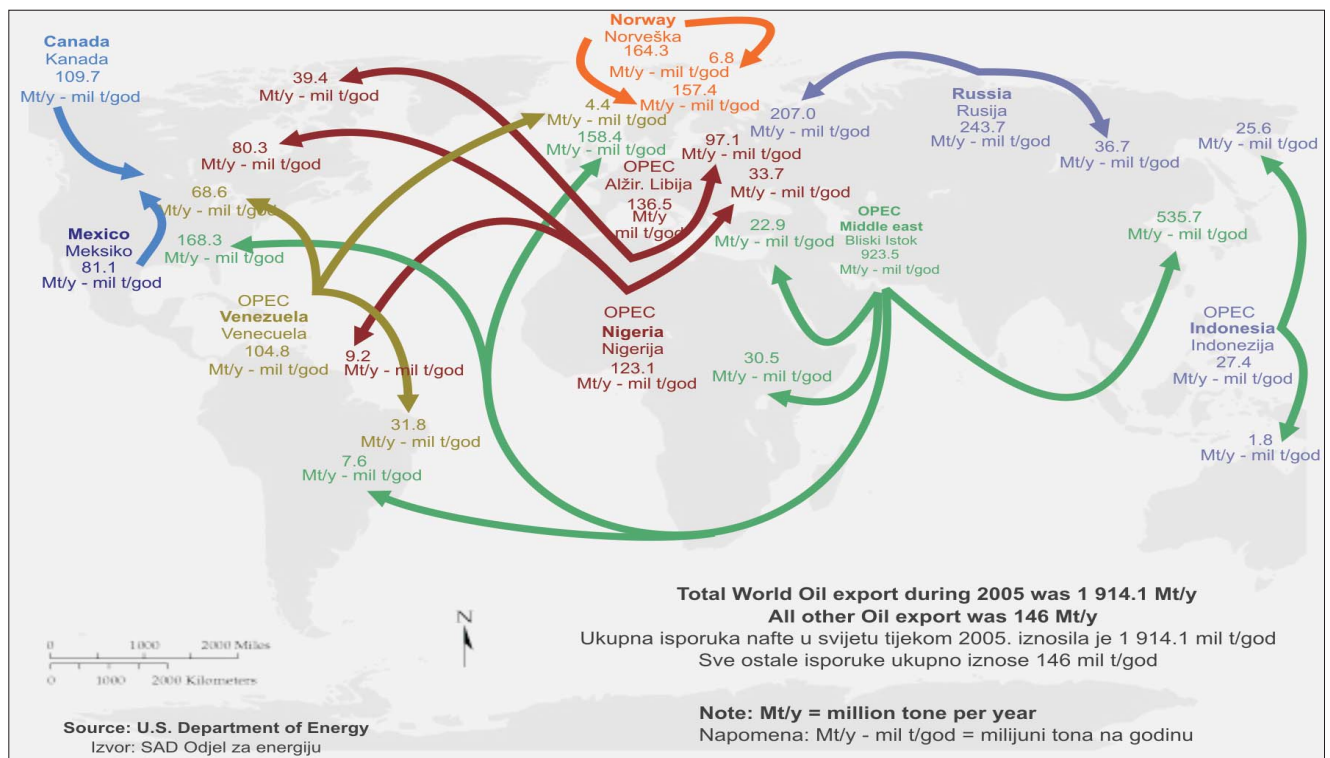 Canada
Kanada
109.7
Mt/y - mil t/god
39.4
Mt/y - mil t/god
Norway
Norveška
164.3
Mt/y - mil t/god
6.8
157.4
Mt/y - mil t/god
4.4
Mt/y - mil t/god
158.4
Mt/y - mil t/god
80.3
Mt/y - mil t/god
68.6
Mt/y - mil t/god
Mexico
Meksiko
81.1
Mt/y - mil t/god
168.3
Mt/y - mil t/god
OPEC
Alžir. Libija
136.5
Mt/y
mil t/god
97.1
Mt/y - mil t/god
33.7
Mt/y - mil t/god
207.0
Mt/y - mil t/god
Russia
Rusija
243.7
Mt/y - mil t/god
36.7
Mt/y - mil t/god
25.6
Mt/y - mil t/god
22.9
Mt/y - mil t/god
OPEC
Middle east
Bliski Istok
923.5
Mt/y - mil t/god
535.7
Mt/y - mil t/god
OPEC
Venezuela
Venecuela
104.8
Mt/y - mil t/god
9.2
Mt/y - mil t/god
OPEC
Nigeria
Nigerija
123.1
Mt/y - mil t/god
30.5
Mt/y - mil t/god
OPEC
Indonesia
Indonezija
27.4
Mt/y - mil t/god
31.8
Mt/y - mil t/god
7.6
Mt/y - mil t/god
1.8
Mt/y - mil t/god
Total World Oil export during 2005 was 1 914.1 Mt/y
All other Oil export was 146 Mt/y
Ukupna isporuka nafte u svijetu tijekom 2005. iznosila je 1 914.1 mil t/god
Sve ostale isporuke ukupno iznose 146 mil t/god
N
0 1000 2000 Miles
0 1000 2000 Kilometers
Source: U.S. Department of Energy
Izvor: SAD Odjel za energiju
Note: Mt/y = million tone per year
Napomena: Mt/y - mil t/god = milijuni tona na godinu